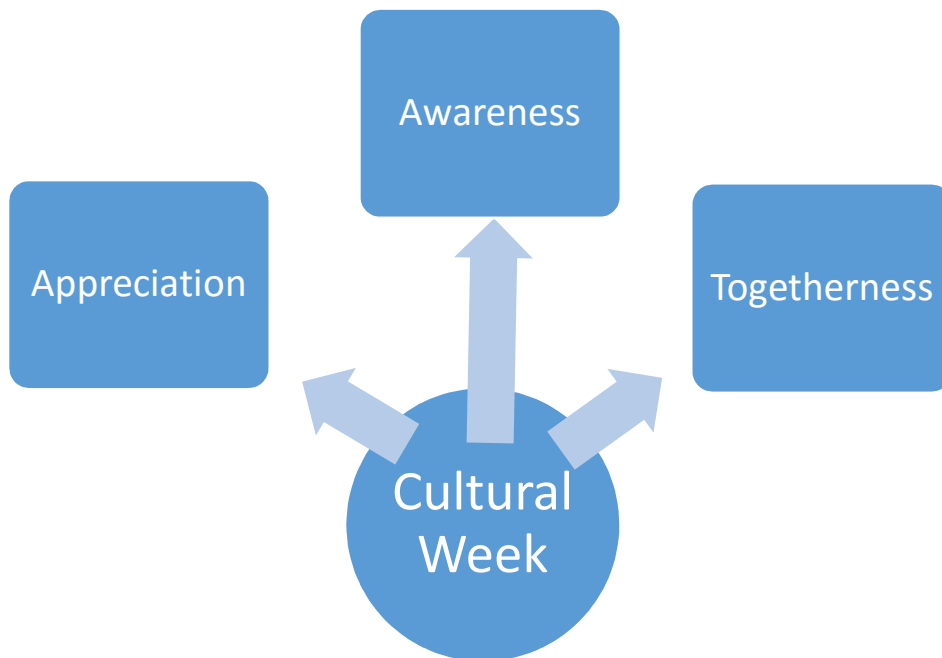 Awareness
Appreciation
Togetherness
Cultural
Week